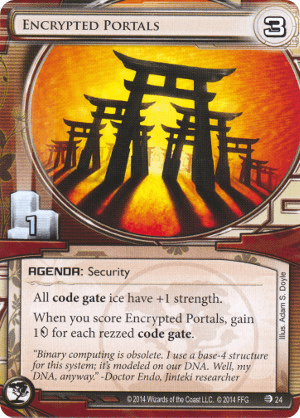 ENCRYPTED PORTALS
3
1
AGENDA: Security
All code gate ice have +1 strength.
When you score Encrypted Portals, gain
1 for each rezzed code gate.
"Binary computing is obsolete. I use a base-4 structure
for this system; it's modeled on our DNA. Well, my
DNA, anyway." -Doctor Endo, Jinteki researcher
Illus. Adam S. Doyle
©2014 Wizards of the Coast LLC. ©2014 FFG
24